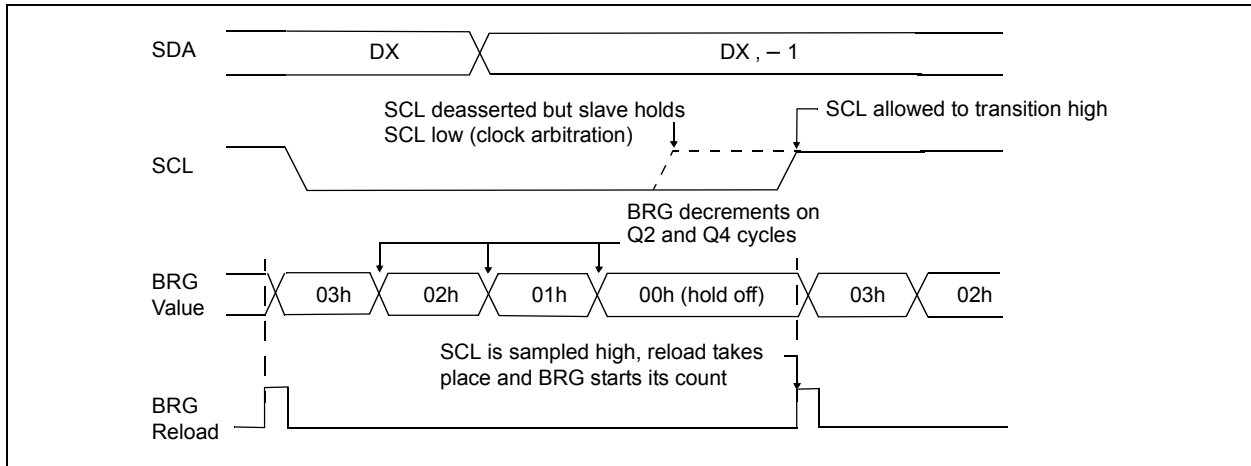 SDA
DX
DX , – 1
SCL deasserted but slave holds
SCL low (clock arbitration)
SCL allowed to transition high
SCL
BRG decrements on
Q2 and Q4 cycles
BRG
Value
03h
02h
01h
00h (hold off)
03h
02h
SCL is sampled high, reload takes
place and BRG starts its count
BRG
Reload